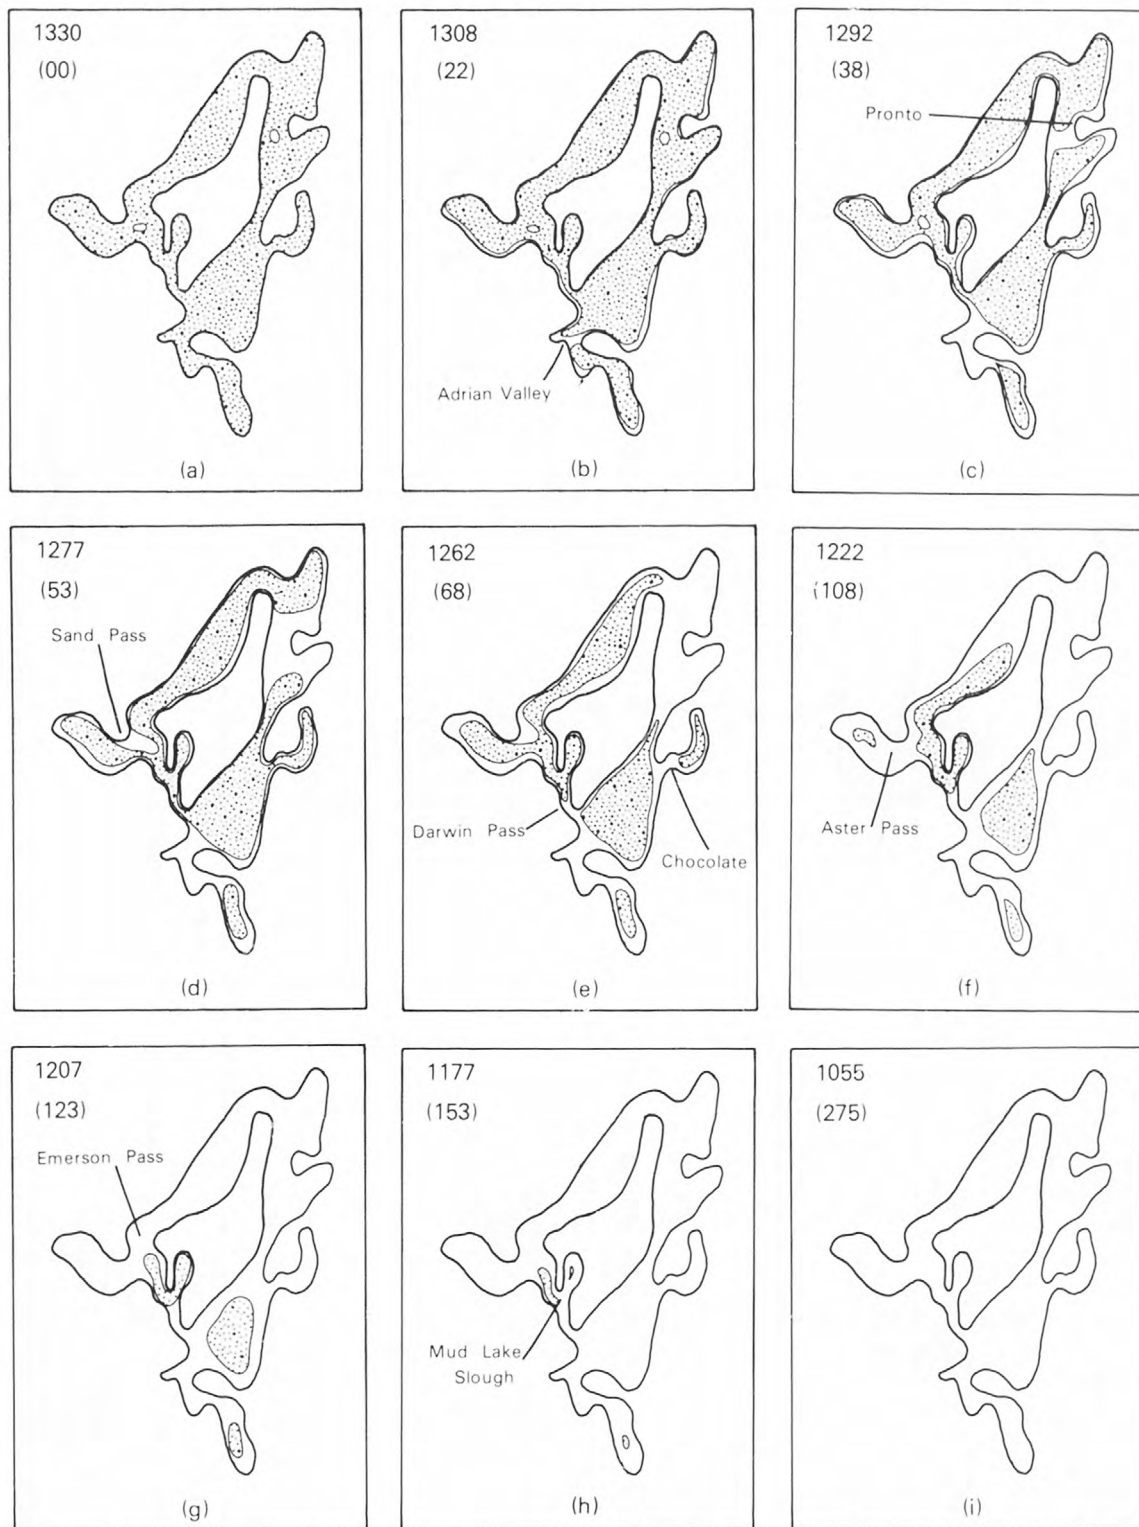 1330
(00)
(a)
1308
(22)
Adrian Valley
(b)
1292
(38)
Pronto
(c)
1277
(53)
Sand Pass
(d)
1262
(68)
Darwin Pass
Chocolate
(e)
1222
(108)
Aster Pass
(f)
1207
(123)
Emerson Pass
(g)
1177
(153)
Mud Lake
Slough
(h)
1055
(275)
(i)